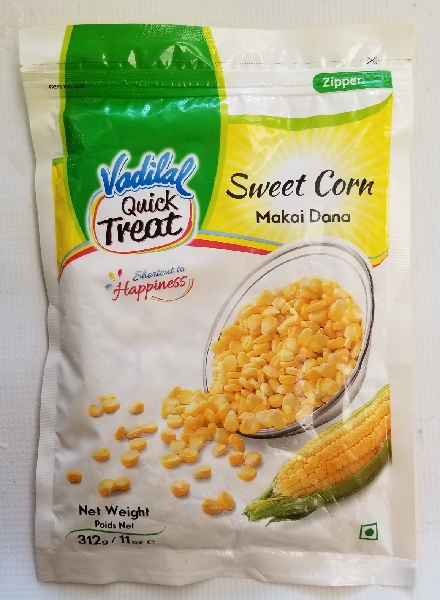 Zipper
Vadilal
Quick
Treat
Sweet Corn
Makai Dana
Shortcut to
Happiness
Net Weight
Poids Net
312g / 11oz e